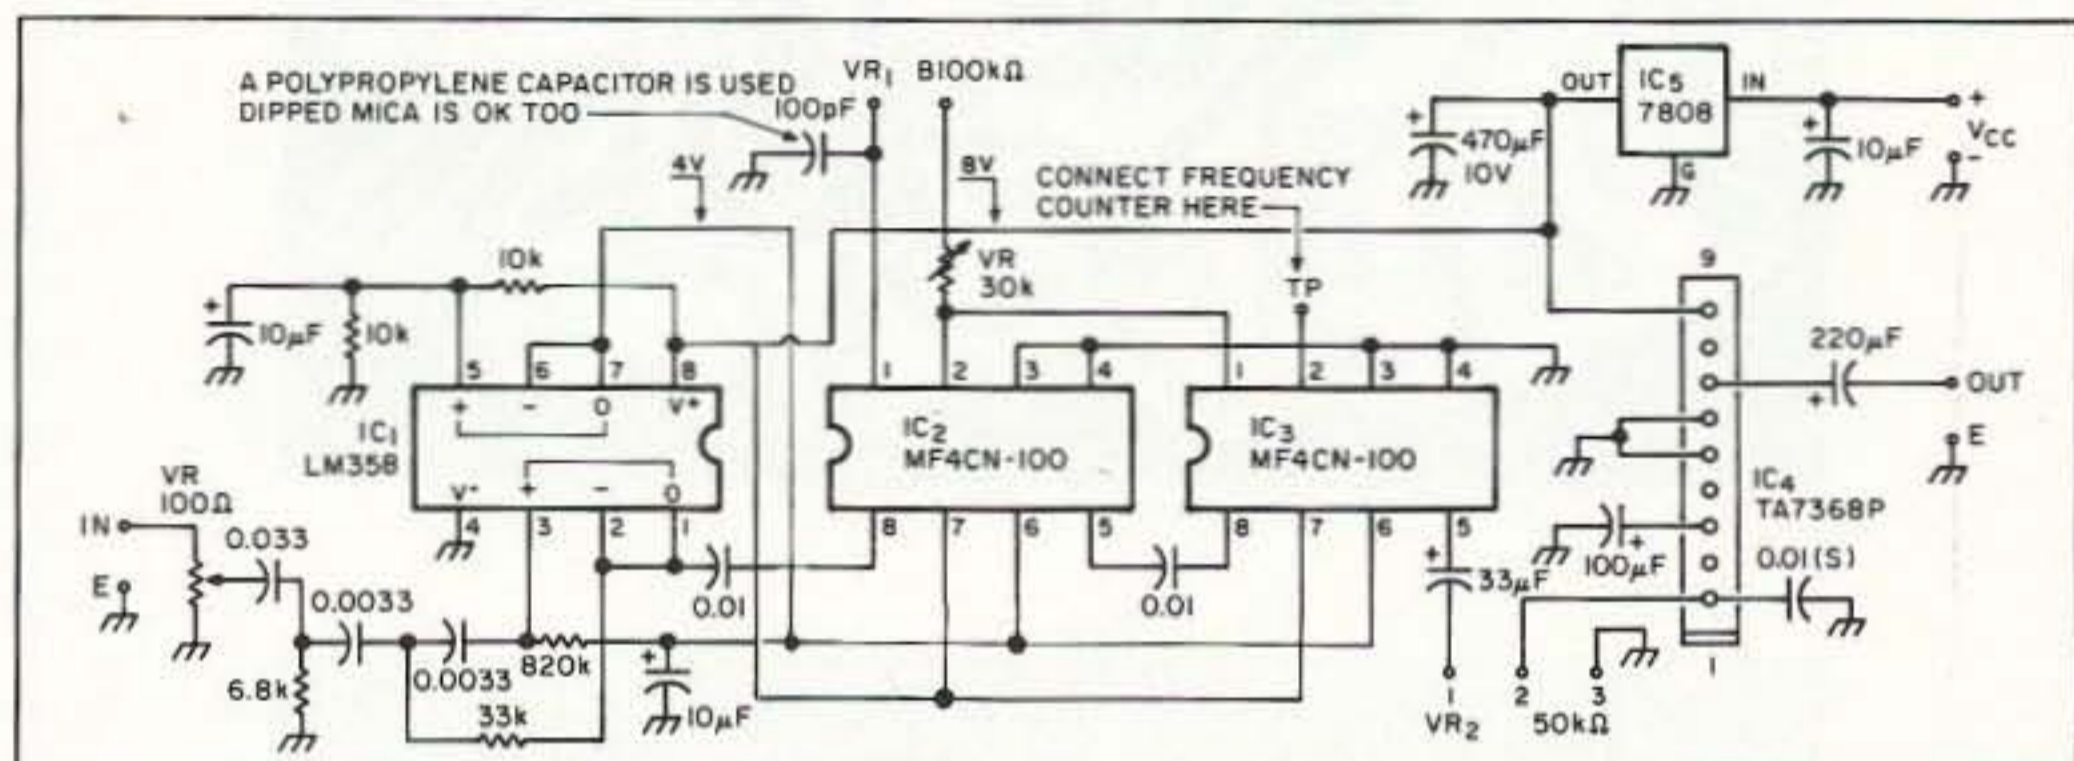 A POLYPROPYLENE CAPACITOR IS USED
DIPPED MICA IS OK TOO
100pF
VR1 B100kΩ
4V
8V
CONNECT FREQUENCY
COUNTER HERE
TP
VR
30k
OUT
IC5
7808
IN
G
+
470μF
10V
+
10μF
+
VCC
-
10k
+
10μF
10k
5 6 7 8
+ - O V+
IC1
LM358
V- + - O
4 3 2 1
1 2 3 4
IC2
MF4CN-100
8 7 6 5
1 2 3 4
IC3
MF4CN-100
8 7 6 5
9
220μF
+
OUT
E
IC4
TA7368P
100μF
+
0.01(S)
1
VR
100Ω
IN
E
0.033
0.0033
0.0033
6.8k
33k
820k
+
10μF
0.01
0.01
+
33μF
1 2 3
VR2 50kΩ